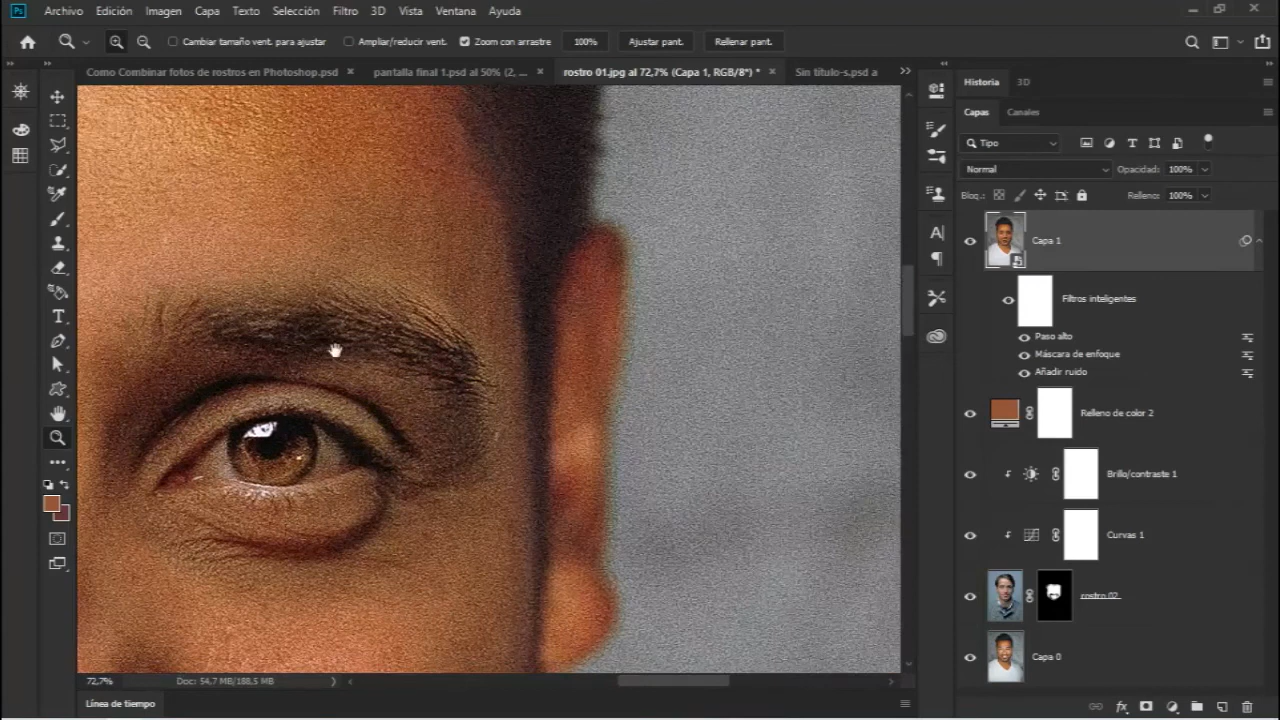 Ps Archivo Edición Imagen Capa Texto Selección Filtro 3D Vista Ventana Ayuda
Cambiar tamaño vent. para ajustar Ampliar/reducir vent. Zoom con arrastre 100% Ajustar pant. Rellenar pant.
Como Combinar fotos de rostros en Photoshop.psd × pantalla final 1.psd al 50% (2, ... × rostro 01.jpg al 72,7% (Capa 1, RGB/8*) * × Sin título-s.psd a
Historia 3D
Capas Canales
Tipo
Normal Opacidad: 100%
Bloq.: Relleno: 100%
Capa 1
Filtros inteligentes
Paso alto
Máscara de enfoque
Añadir ruido
Relleno de color 2
Brillo/contraste 1
Curvas 1
rostro 02
Capa 0
72,7% Doc: 54,7 MB/188,5 MB
Línea de tiempo